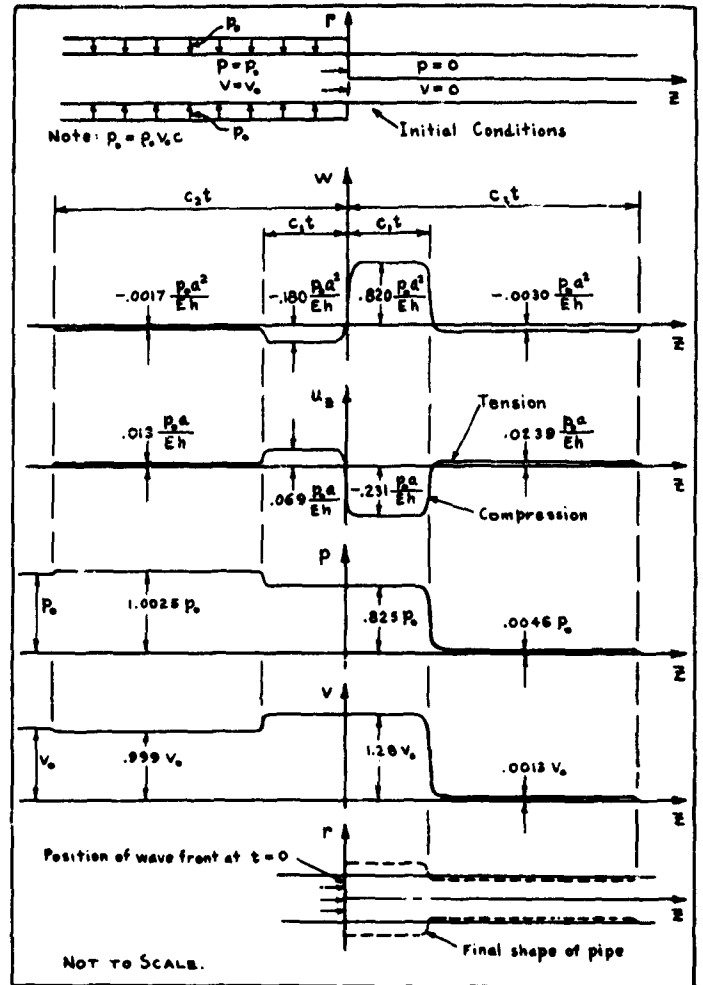 r
p₀
p = p₀
v = v₀
p = 0
v = 0
z
Note: p₀ = ρ₀ v₀ c
p₀
Initial Conditions
w
c₂t
c₂t
c₁t
c₁t
-.0017 p₀a²/Eh
-.180 p₀a²/Eh
.820 p₀a²/Eh
-.0030 p₀a²/Eh
z
u_z
Tension
.013 p₀a/Eh
.0239 p₀a/Eh
z
.069 p₀a/Eh
-.231 p₀a/Eh
Compression
p
p₀
1.0025 p₀
.825 p₀
.0046 p₀
z
v
v₀
.999 v₀
1.28 v₀
.0013 v₀
z
r
Position of wave front at t=0
z
Final shape of pipe
NOT TO SCALE.